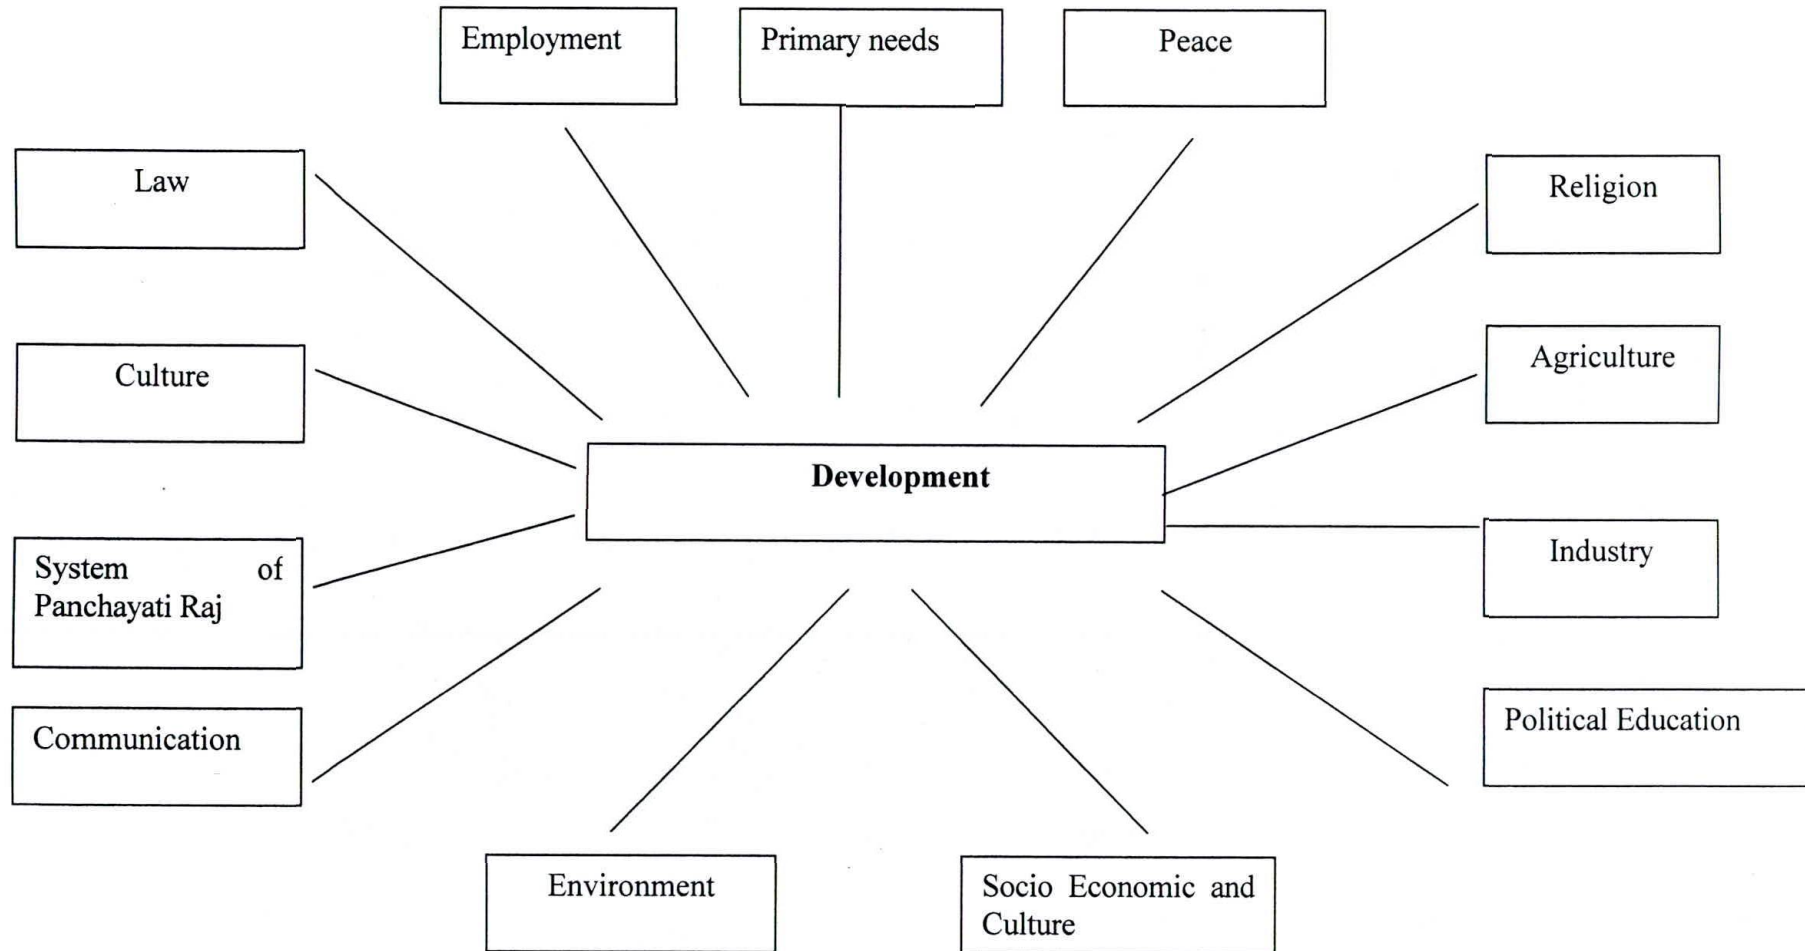 Employment
Primary needs
Peace
Law
Religion
Culture
Agriculture
Development
System of
Panchayati Raj
Industry
Communication
Political Education
Environment
Socio Economic and
Culture